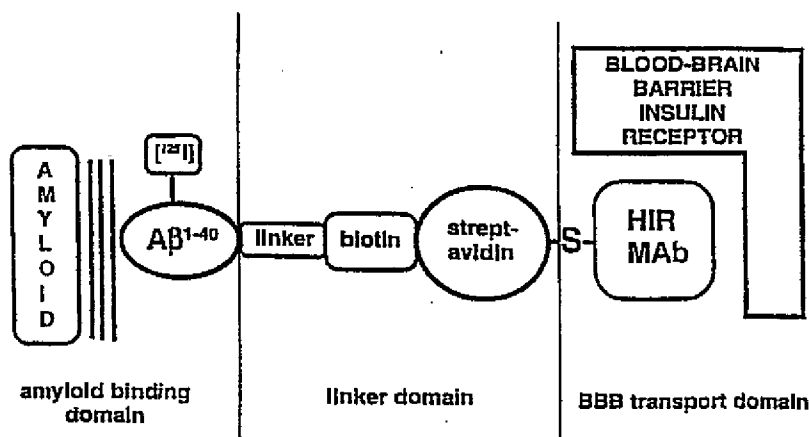 AMYLOID
[¹²⁵I]
Aβ¹⁻⁴⁰
linker
biotin
strept-
avidin
S
HIR
MAb
BLOOD-BRAIN
BARRIER
INSULIN
RECEPTOR
amyloid binding
domain
linker domain
BBB transport domain